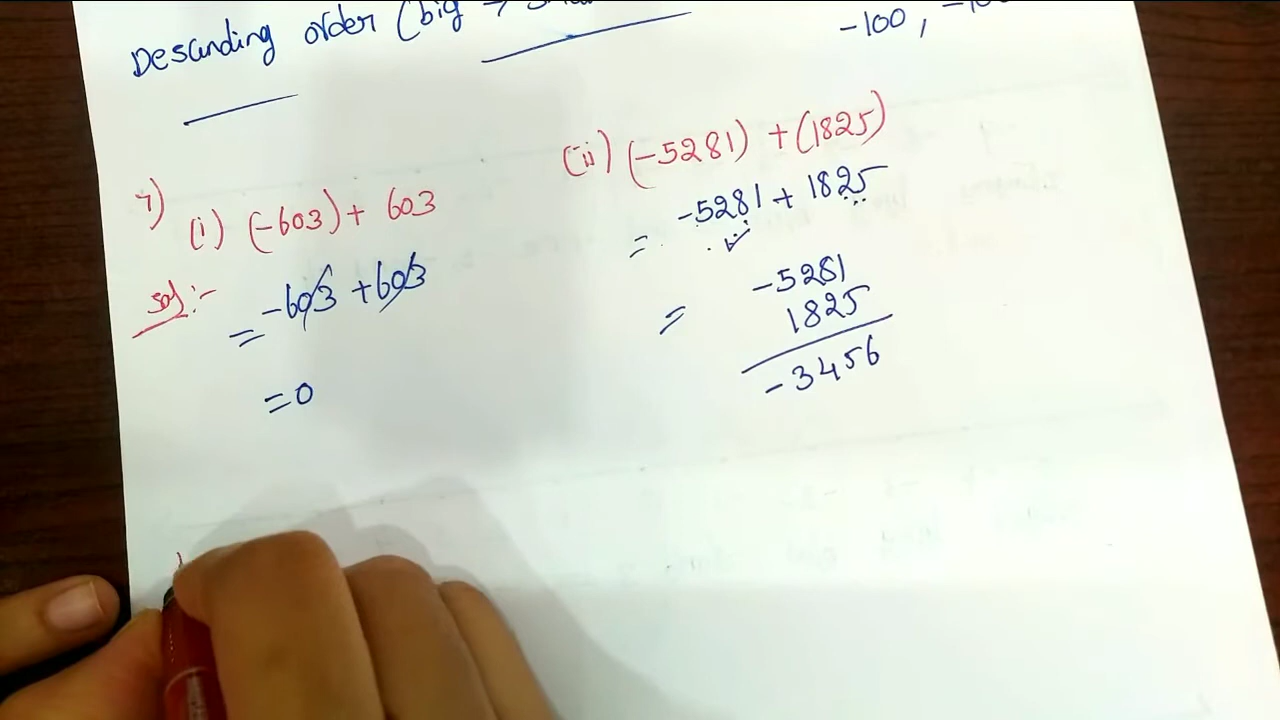 Descending order (big →
-100 ,
7)
(i) (-603) + 603
Sol:-
= -603 + 603
= 0
(ii) (-5281) + (1825)
= -5281 + 1825
= -5281
1825
-3456